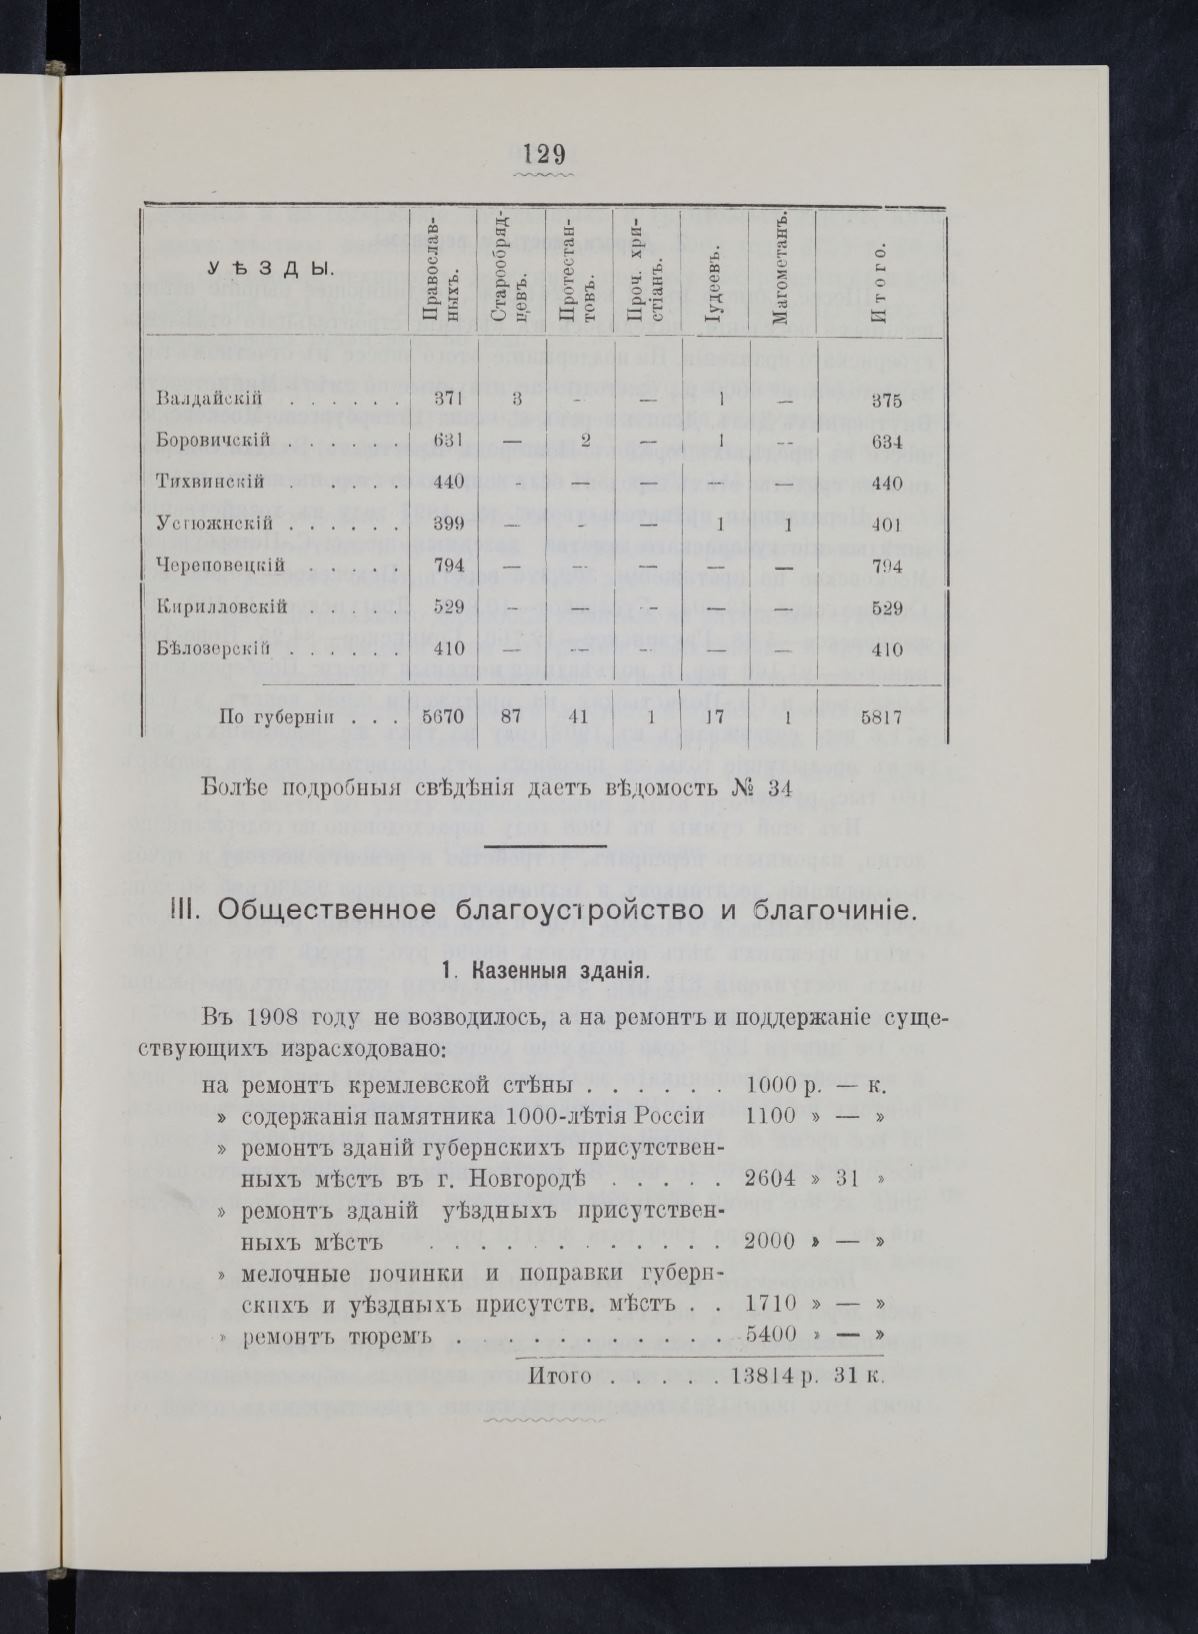 129
УѢЗДЫ. Православ-ныхъ. Старообряд-цевъ. Протестан-товъ. Проч. хри-стіанъ. Іудеевъ. Магометанъ. Итого.
Валдайскій . . . . . . 371 3 - — 1 — 375
Боровичскій . . . . . . 631 — 2 — 1 -- 634
Тихвинскій . . . . . 440 - — — — — 440
Устюжнскій . . . . . . 399 — - — 1 1 401
Череповецкій . . . . . 794 — — — — — 794
Кирилловскій . . . . . 529 - — -- — — 529
Бѣлозерскій . . . . . . 410 — -- — — — 410
По губерніи . . . 5670 87 41 1 17 1 5817
Болѣе подробныя свѣдѣнія даетъ вѣдомость № 34
III. Общественное благоустройство и благочиніе.
1. Казенныя зданія.
Въ 1908 году не возводилось, а на ремонтъ и поддержаніе суще-
ствующихъ израсходовано:
на ремонтъ кремлевской стѣны . . . . . . 1000 р. — к.
» содержанія памятника 1000-лѣтія Россіи 1100 » — »
» ремонтъ зданій губернскихъ присутствен-
ныхъ мѣстъ въ г. Новгородѣ . . . . . 2604 » 31 »
» ремонтъ зданій уѣздныхъ присутствен-
ныхъ мѣстъ . . . . . . . . . . . 2000 » — »
» мелочные починки и поправки губерн-
скихъ и уѣздныхъ присутств. мѣстъ . . 1710 » — »
» ремонтъ тюремъ . . . . . . . . . . . 5400 » — »
Итого . . . . . 13814 р. 31 к.